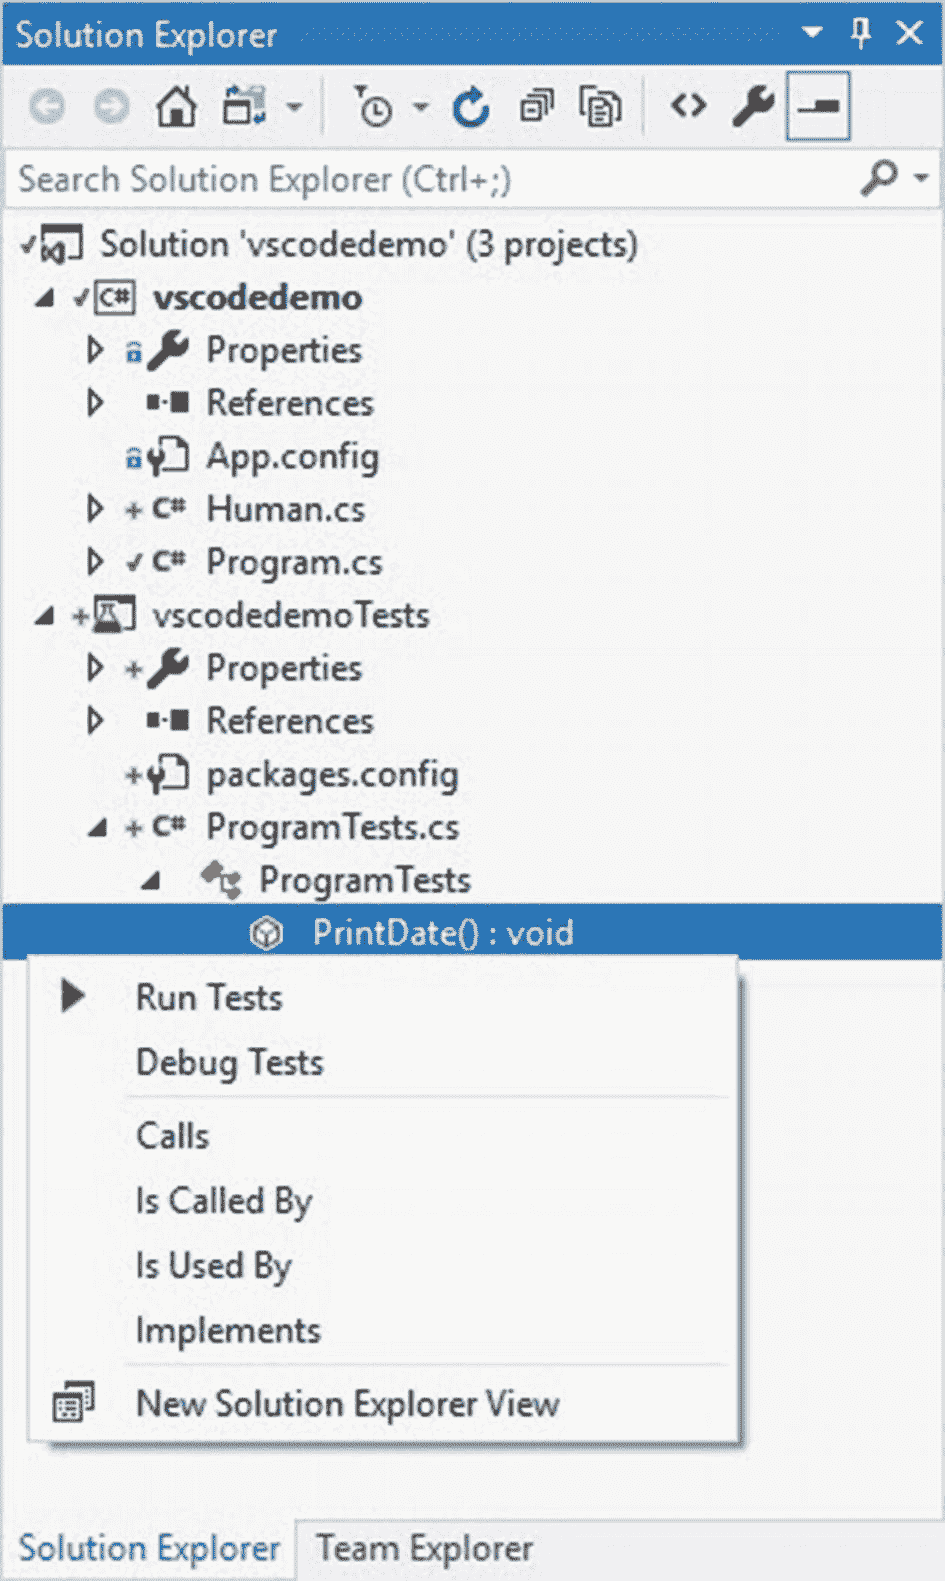 Solution Explorer
Search Solution Explorer (Ctrl+;)
Solution 'vscodedemo' (3 projects)
C# vscodedemo
Properties
References
App.config
C# Human.cs
C# Program.cs
vscodedemoTests
Properties
References
packages.config
C# ProgramTests.cs
ProgramTests
PrintDate() : void
Run Tests
Debug Tests
Calls
Is Called By
Is Used By
Implements
New Solution Explorer View
Solution Explorer Team Explorer